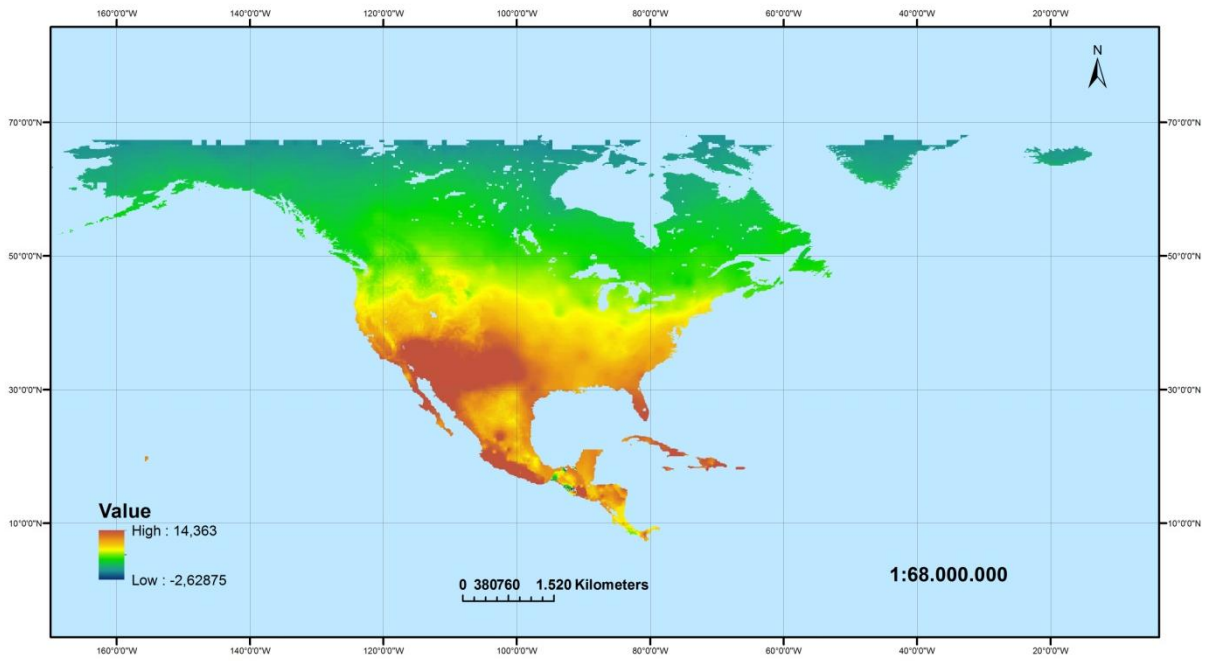 160°0'0"W 140°0'0"W 120°0'0"W 100°0'0"W 80°0'0"W 60°0'0"W 40°0'0"W 20°0'0"W
N
70°0'0"N 70°0'0"N
50°0'0"N 50°0'0"N
30°0'0"N 30°0'0"N
10°0'0"N 10°0'0"N
Value
High : 14,363
Low : -2,62875
0 380760 1.520 Kilometers
1:68.000.000
160°0'0"W 140°0'0"W 120°0'0"W 100°0'0"W 80°0'0"W 60°0'0"W 40°0'0"W 20°0'0"W